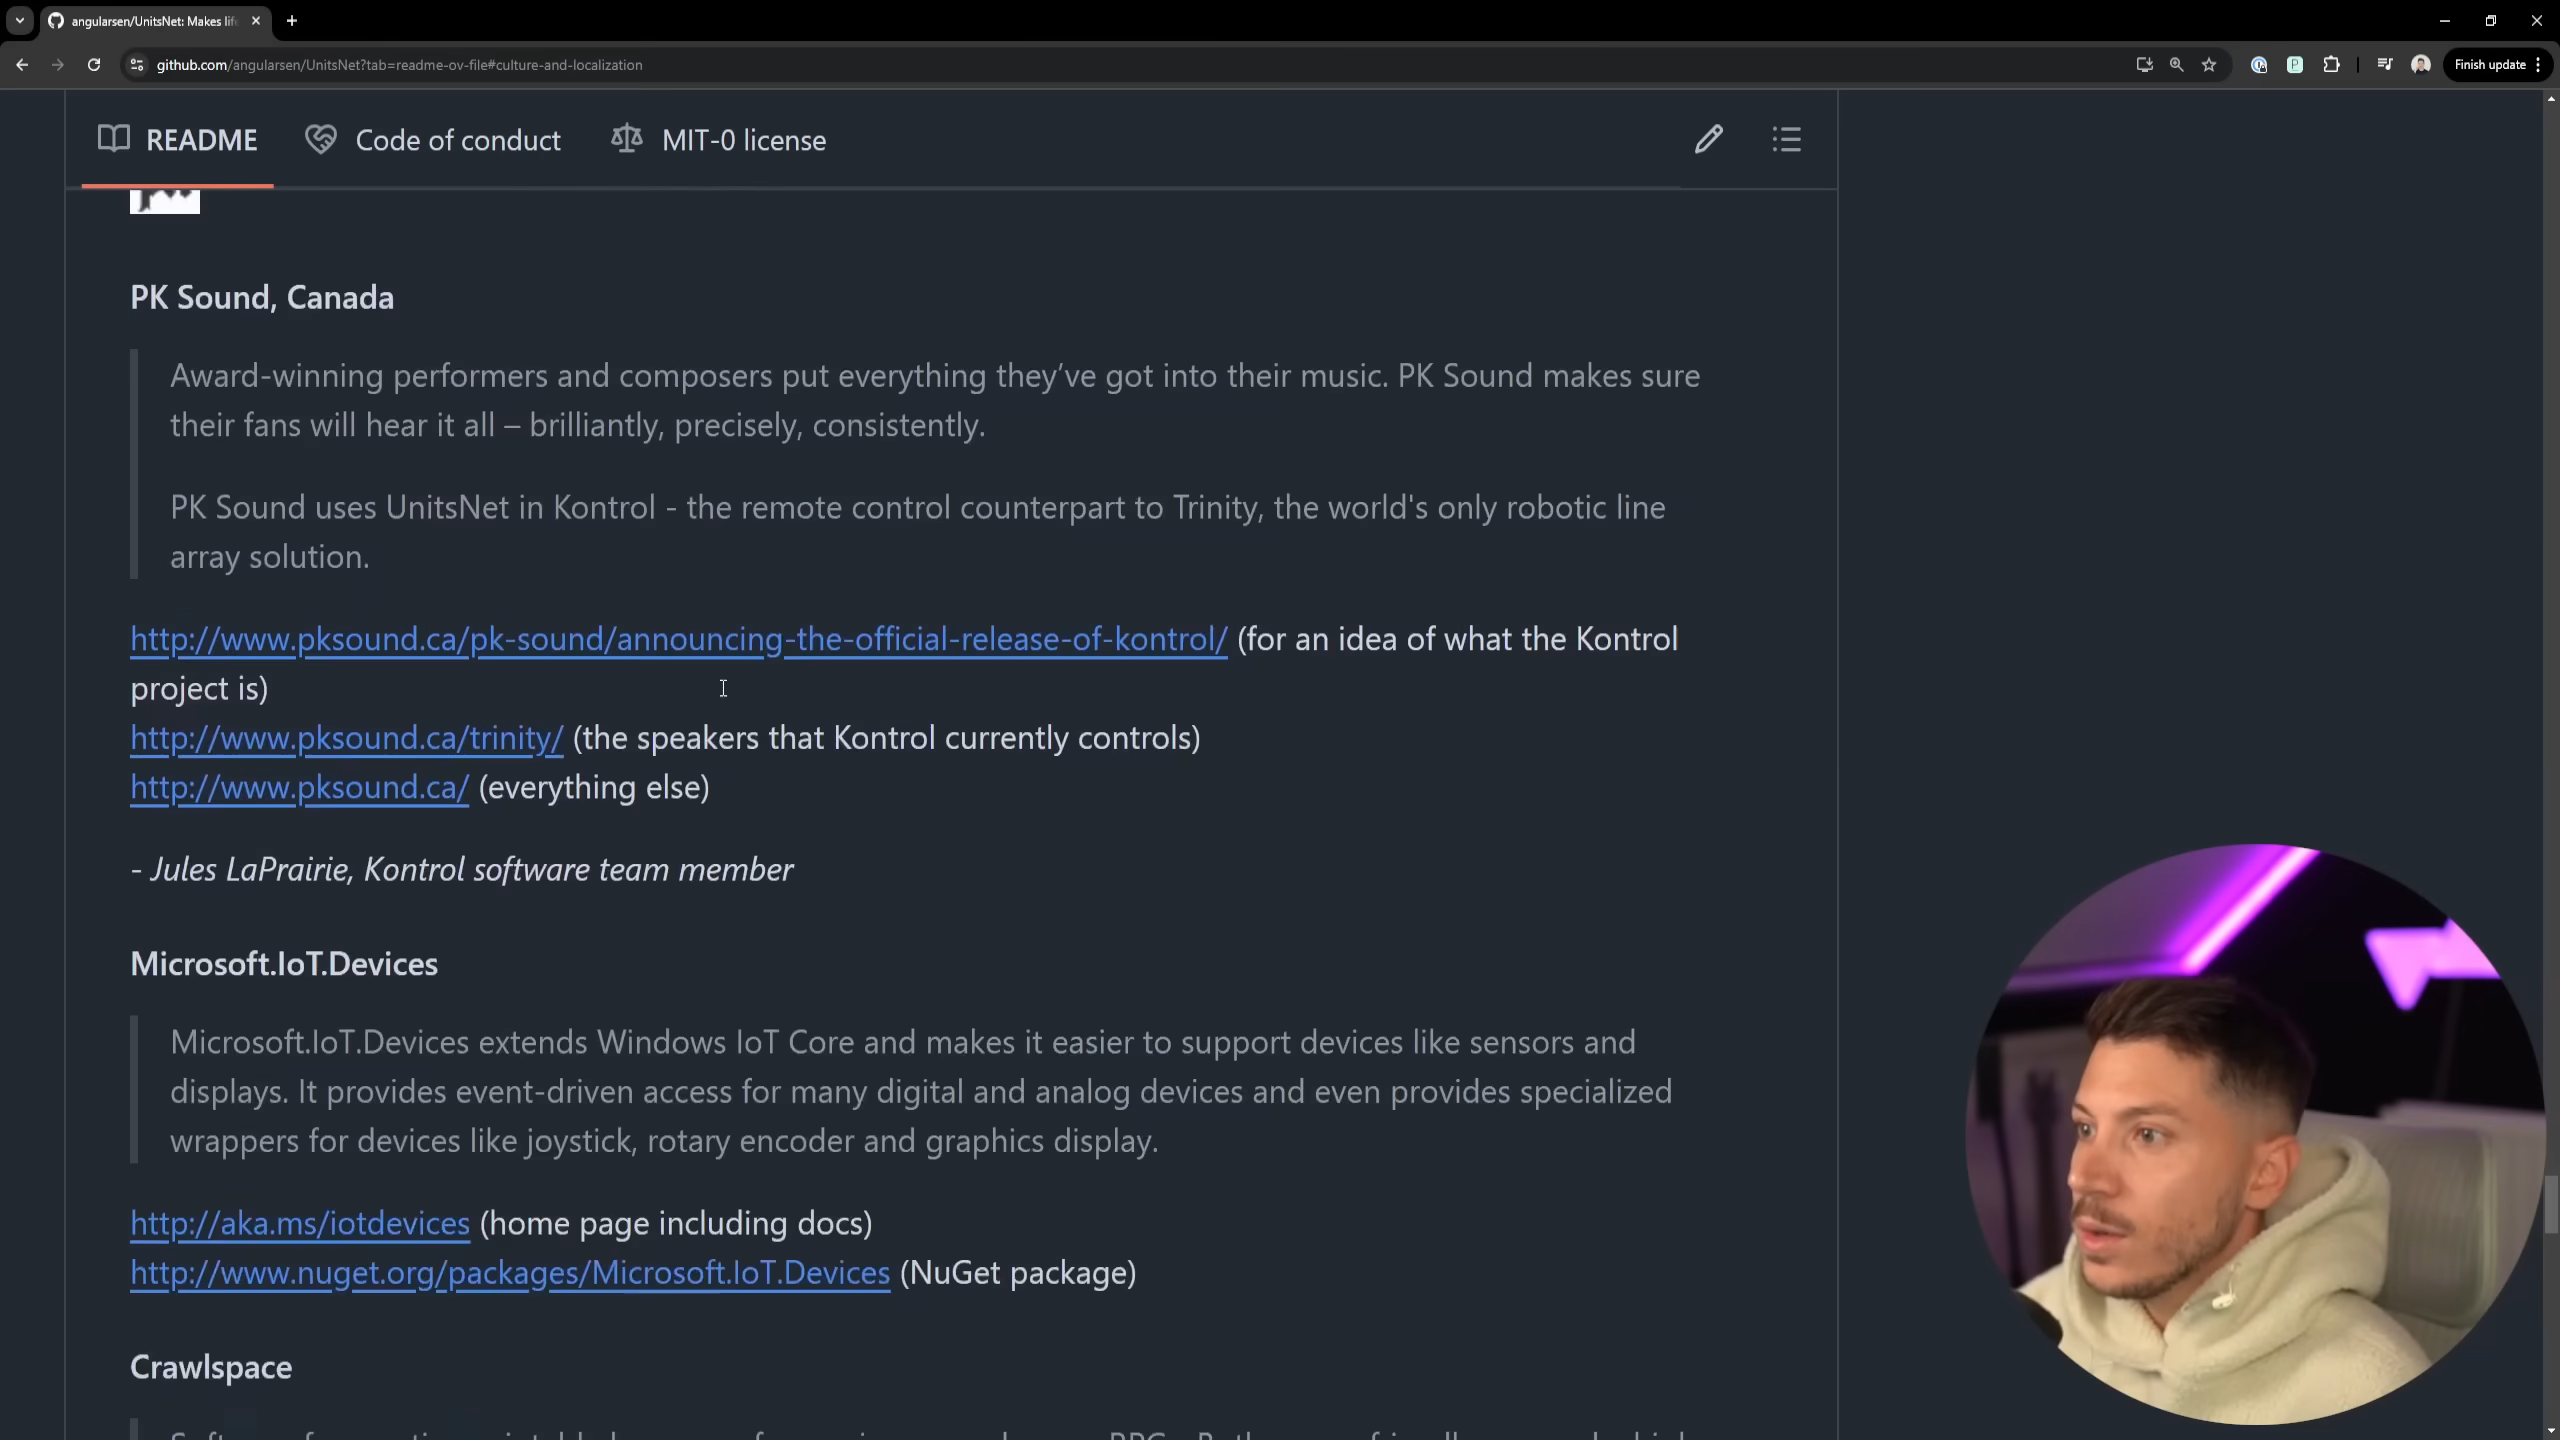 angularsen/UnitsNet: Makes lif
github.com/angularsen/UnitsNet?tab=readme-ov-file#culture-and-localization
Finish update
README
Code of conduct
MIT-0 license
PK Sound, Canada
Award-winning performers and composers put everything they’ve got into their music. PK Sound makes sure
their fans will hear it all – brilliantly, precisely, consistently.
PK Sound uses UnitsNet in Kontrol - the remote control counterpart to Trinity, the world's only robotic line
array solution.
http://www.pksound.ca/pk-sound/announcing-the-official-release-of-kontrol/ (for an idea of what the Kontrol
project is)
http://www.pksound.ca/trinity/ (the speakers that Kontrol currently controls)
http://www.pksound.ca/ (everything else)
- Jules LaPrairie, Kontrol software team member
Microsoft.IoT.Devices
Microsoft.IoT.Devices extends Windows IoT Core and makes it easier to support devices like sensors and
displays. It provides event-driven access for many digital and analog devices and even provides specialized
wrappers for devices like joystick, rotary encoder and graphics display.
http://aka.ms/iotdevices (home page including docs)
http://www.nuget.org/packages/Microsoft.IoT.Devices (NuGet package)
Crawlspace